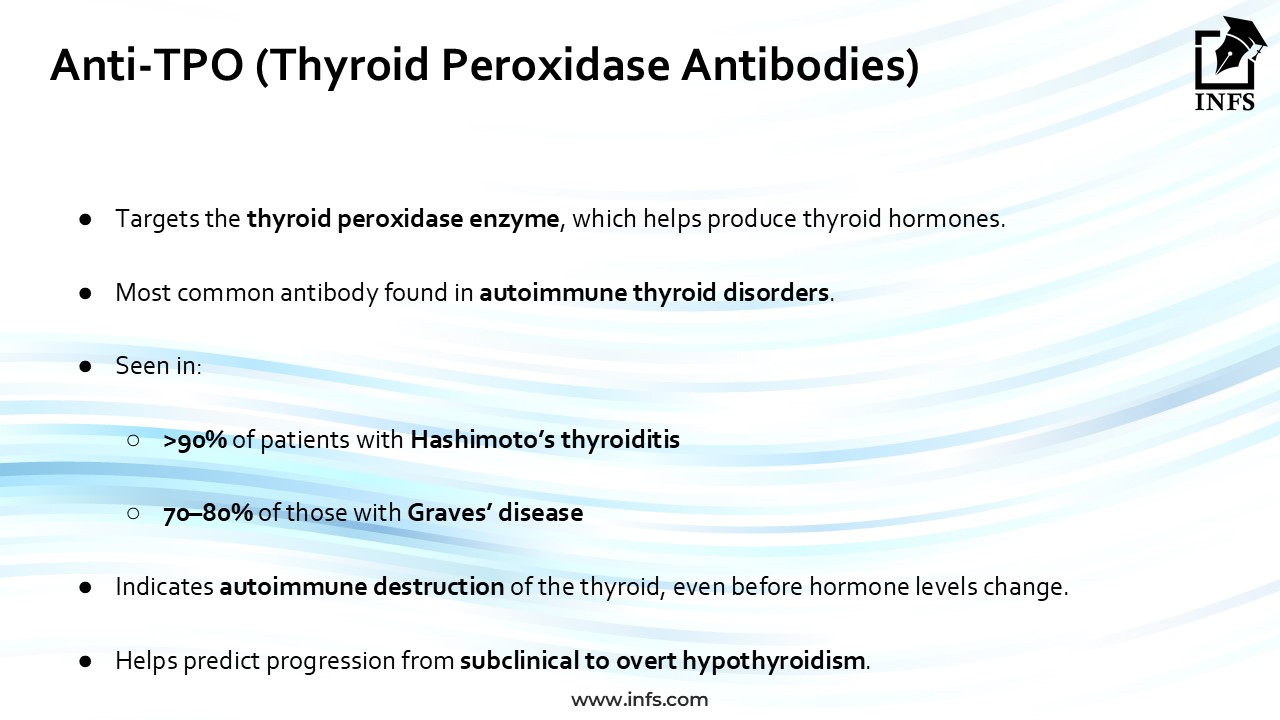 Anti-TPO (Thyroid Peroxidase Antibodies)
INFS
● Targets the thyroid peroxidase enzyme, which helps produce thyroid hormones.
● Most common antibody found in autoimmune thyroid disorders.
● Seen in:
○ >90% of patients with Hashimoto’s thyroiditis
○ 70–80% of those with Graves’ disease
● Indicates autoimmune destruction of the thyroid, even before hormone levels change.
● Helps predict progression from subclinical to overt hypothyroidism.
www.infs.com